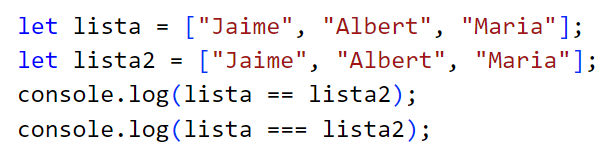 let lista = ["Jaime", "Albert", "Maria"];
let lista2 = ["Jaime", "Albert", "Maria"];
console.log(lista == lista2);
console.log(lista === lista2);